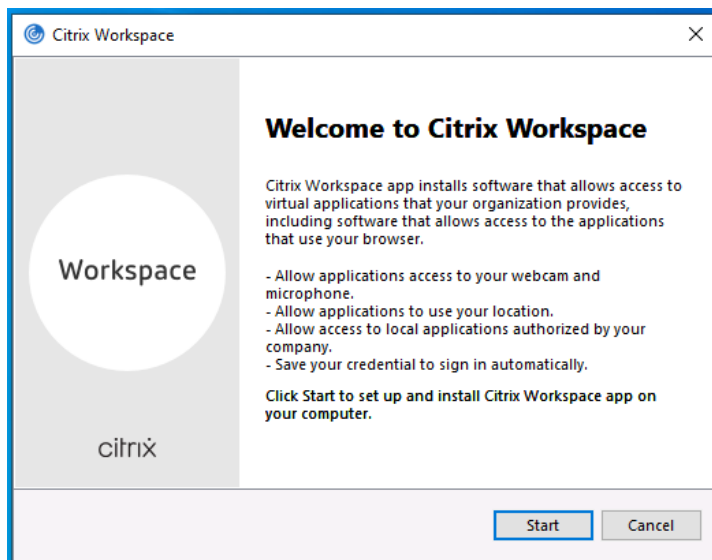 Citrix Workspace
Welcome to Citrix Workspace
Citrix Workspace app installs software that allows access to
virtual applications that your organization provides,
including software that allows access to the applications
that use your browser.
- Allow applications access to your webcam and
microphone.
- Allow applications to use your location.
- Allow access to local applications authorized by your
company.
- Save your credential to sign in automatically.
Click Start to set up and install Citrix Workspace app on
your computer.
Workspace
citrix
Start
Cancel